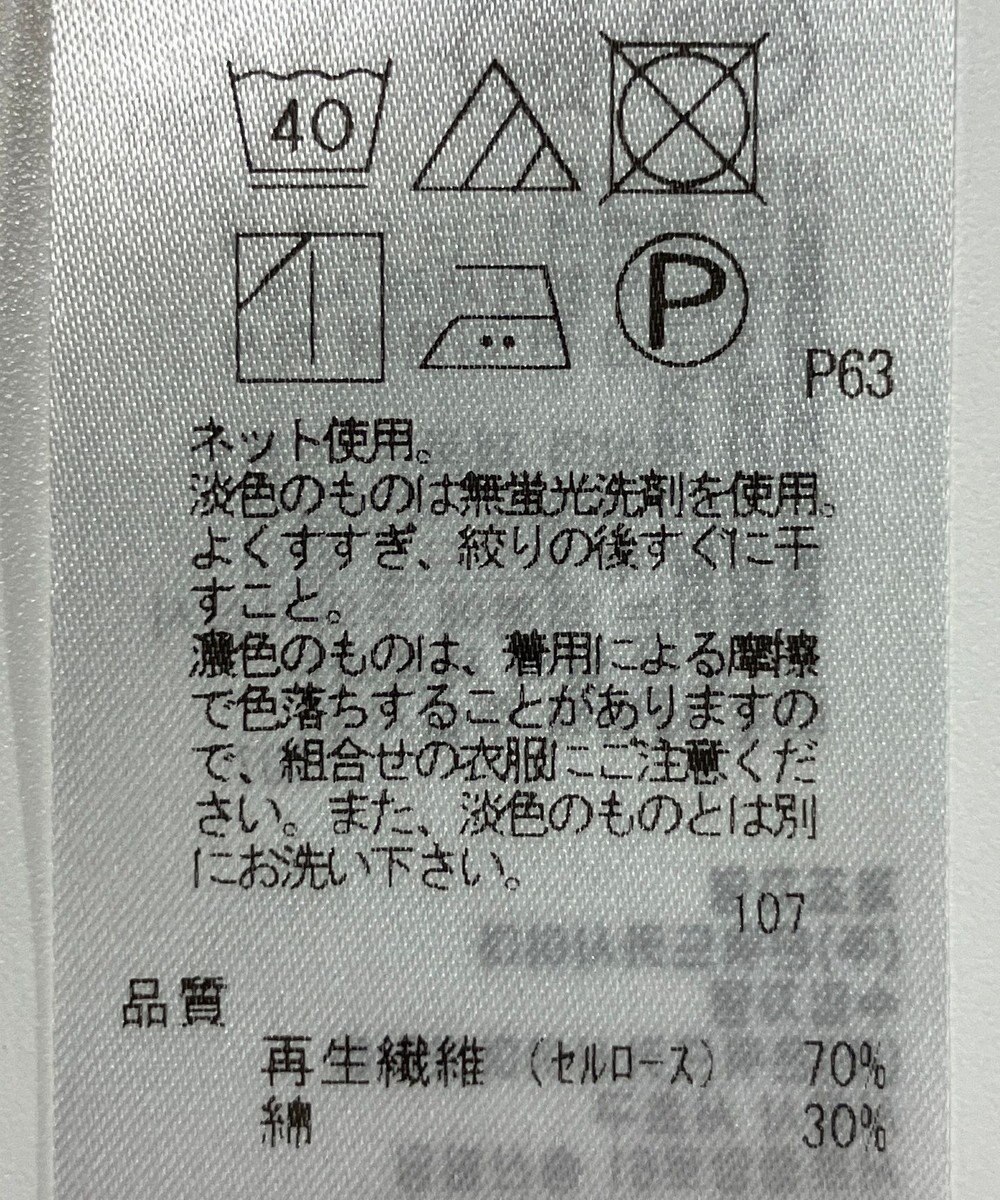 40
P
P63
ネット使用。
淡色のものは無蛍光洗剤を使用。
よくすすぎ、絞りの後すぐに干
すこと。
濃色のものは、着用による摩擦
で色落ちすることがありますの
で、組合せの衣服にご注意くだ
さい。また、淡色のものとは別
にお洗い下さい。
107
品質
再生繊維（セルロース） 70%
綿 30%